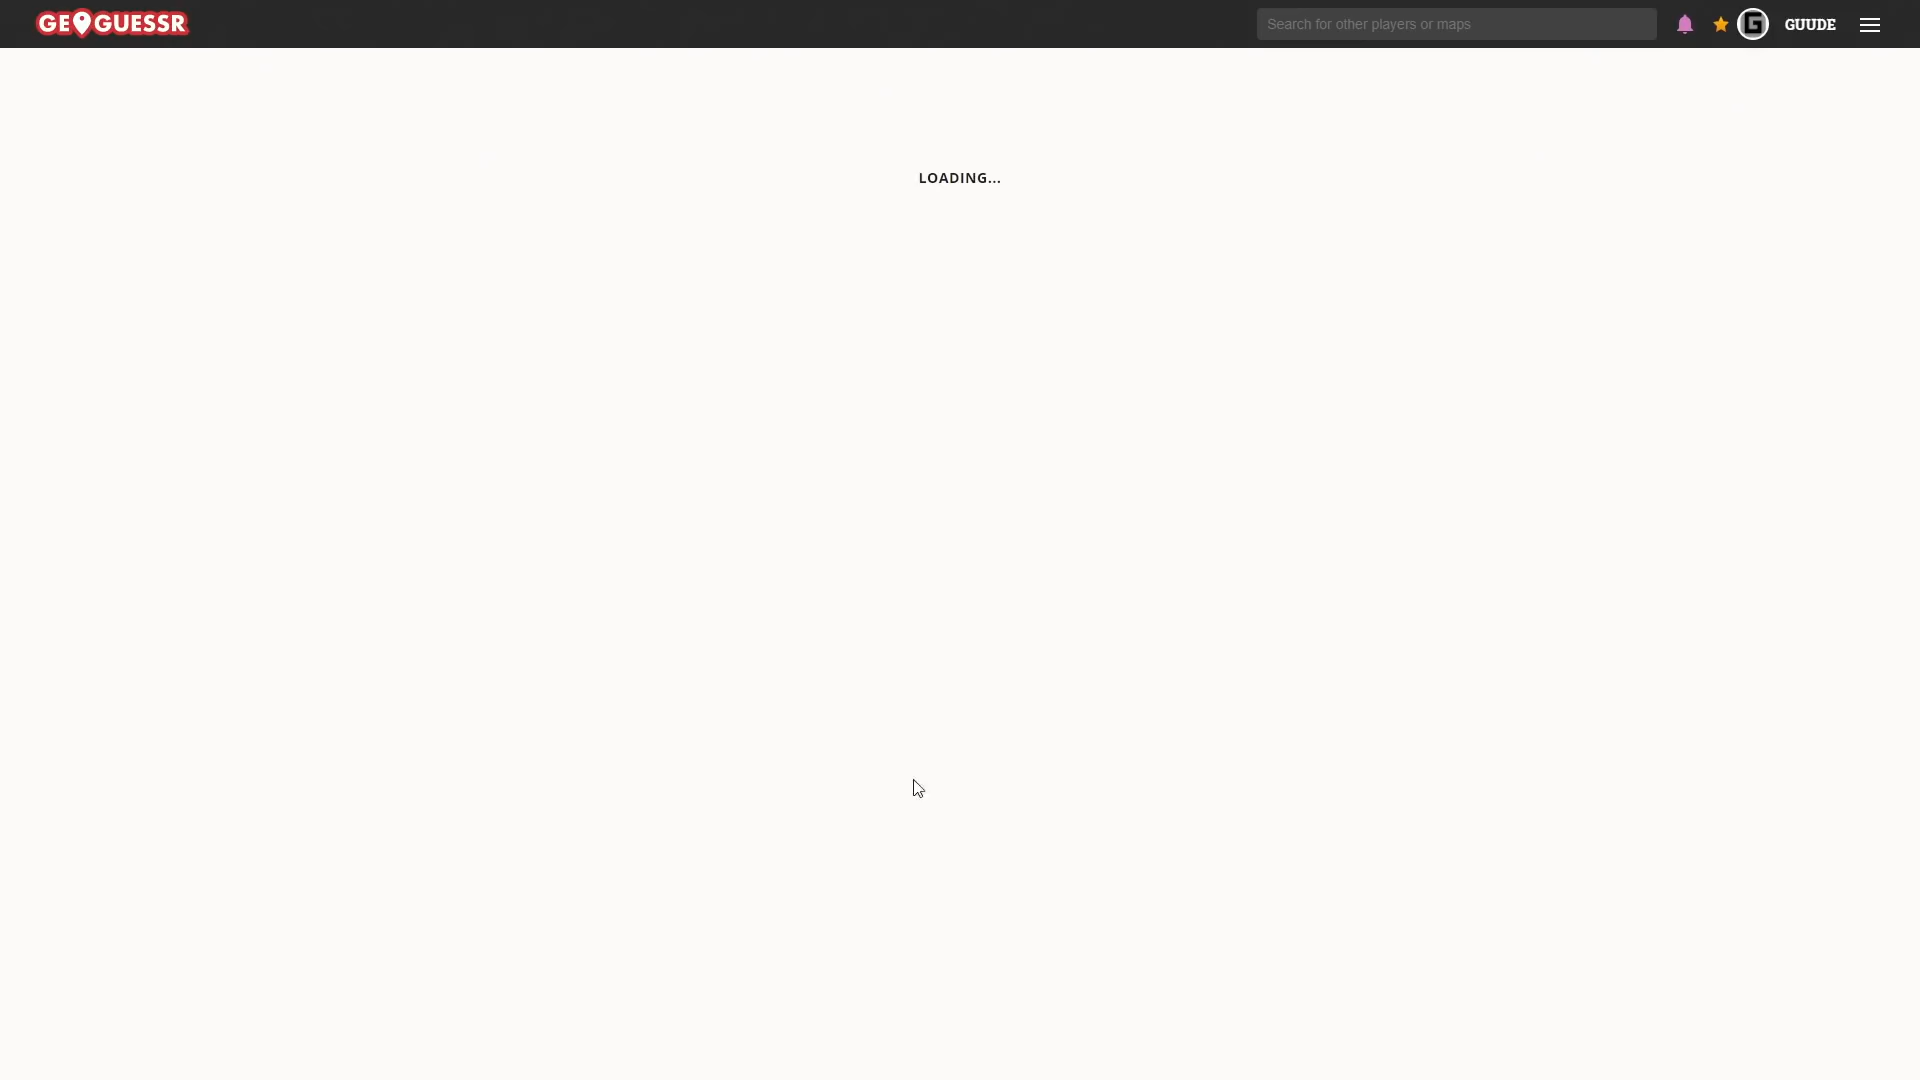 GEOGUESSR
Search for other players or maps
G
GUUDE
LOADING...